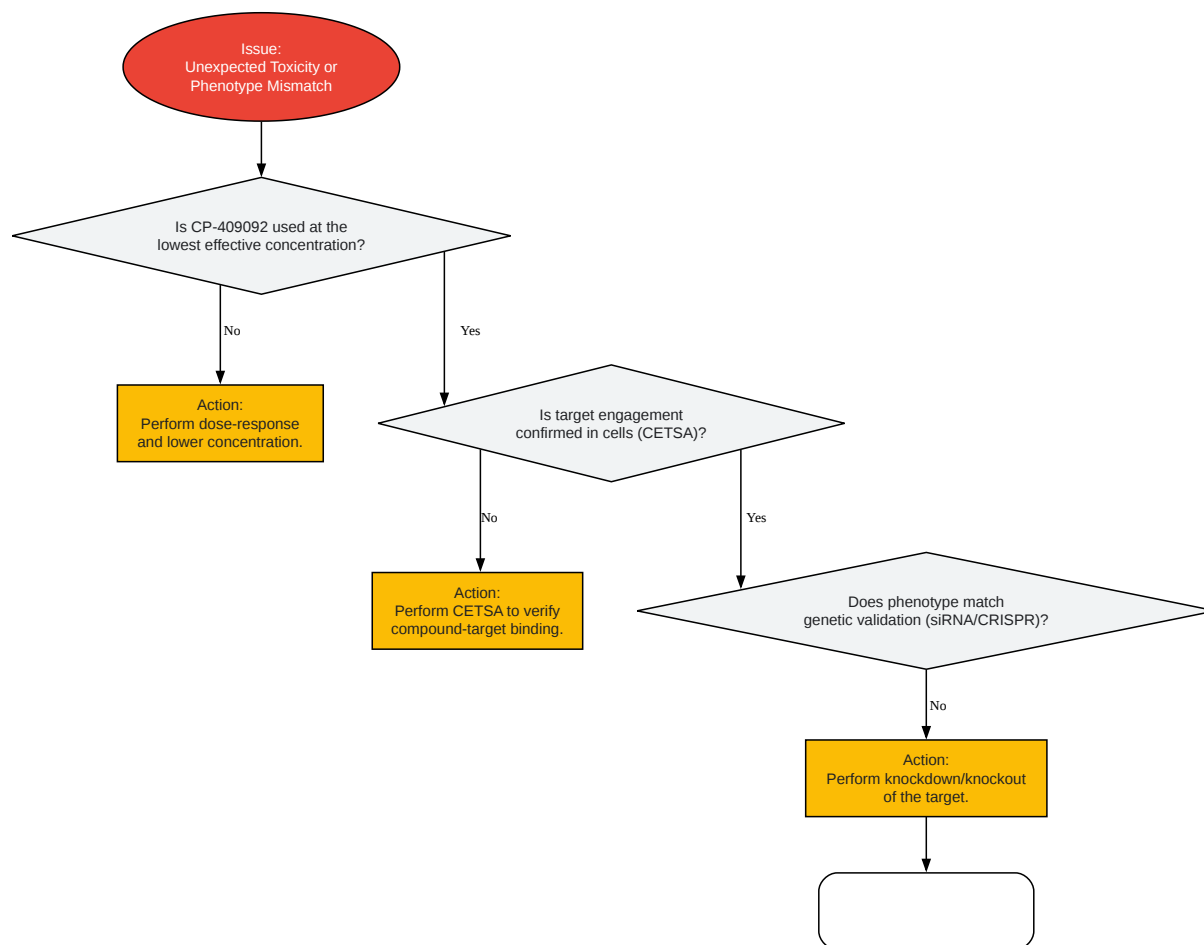 Issue:
Unexpected Toxicity or
Phenotype Mismatch
Is CP-409092 used at the
lowest effective concentration?
No
Yes
Action:
Perform dose-response
and lower concentration.
Is target engagement
confirmed in cells (CETSA)?
No
Yes
Action:
Perform CETSA to verify
compound-target binding.
Does phenotype match
genetic validation (siRNA/CRISPR)?
No
Action:
Perform knockdown/knockout
of the target.